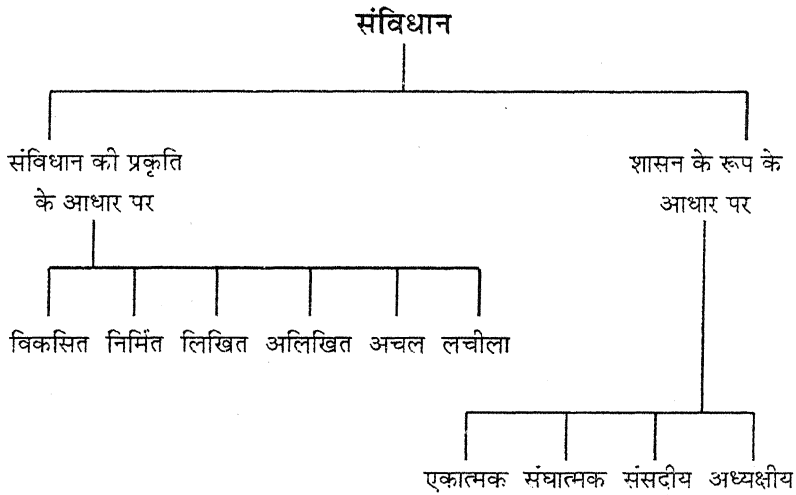 संविधान
संविधान की प्रकृति
के आधार पर
शासन के रूप के
आधार पर
विकसित निर्मित लिखित अलिखित अचल लचीला
एकात्मक संघात्मक संसदीय अध्यक्षीय